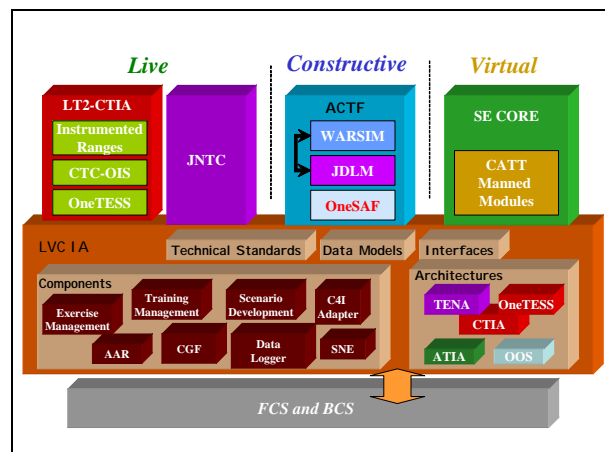 Live
Constructive
Virtual
LT2-CTIA
Instrumented
Ranges
CTC-OIS
OneTESS
JNTC
ACTF
WARSIM
JDLM
OneSAF
SE CORE
CATT
Manned
Modules
LVC IA
Technical Standards
Data Models
Interfaces
Components
Exercise
Management
Training
Management
Scenario
Development
C4I
Adapter
AAR
CGF
Data
Logger
SNE
Architectures
TENA
OneTESS
CTIA
ATIA
OOS
FCS and BCS